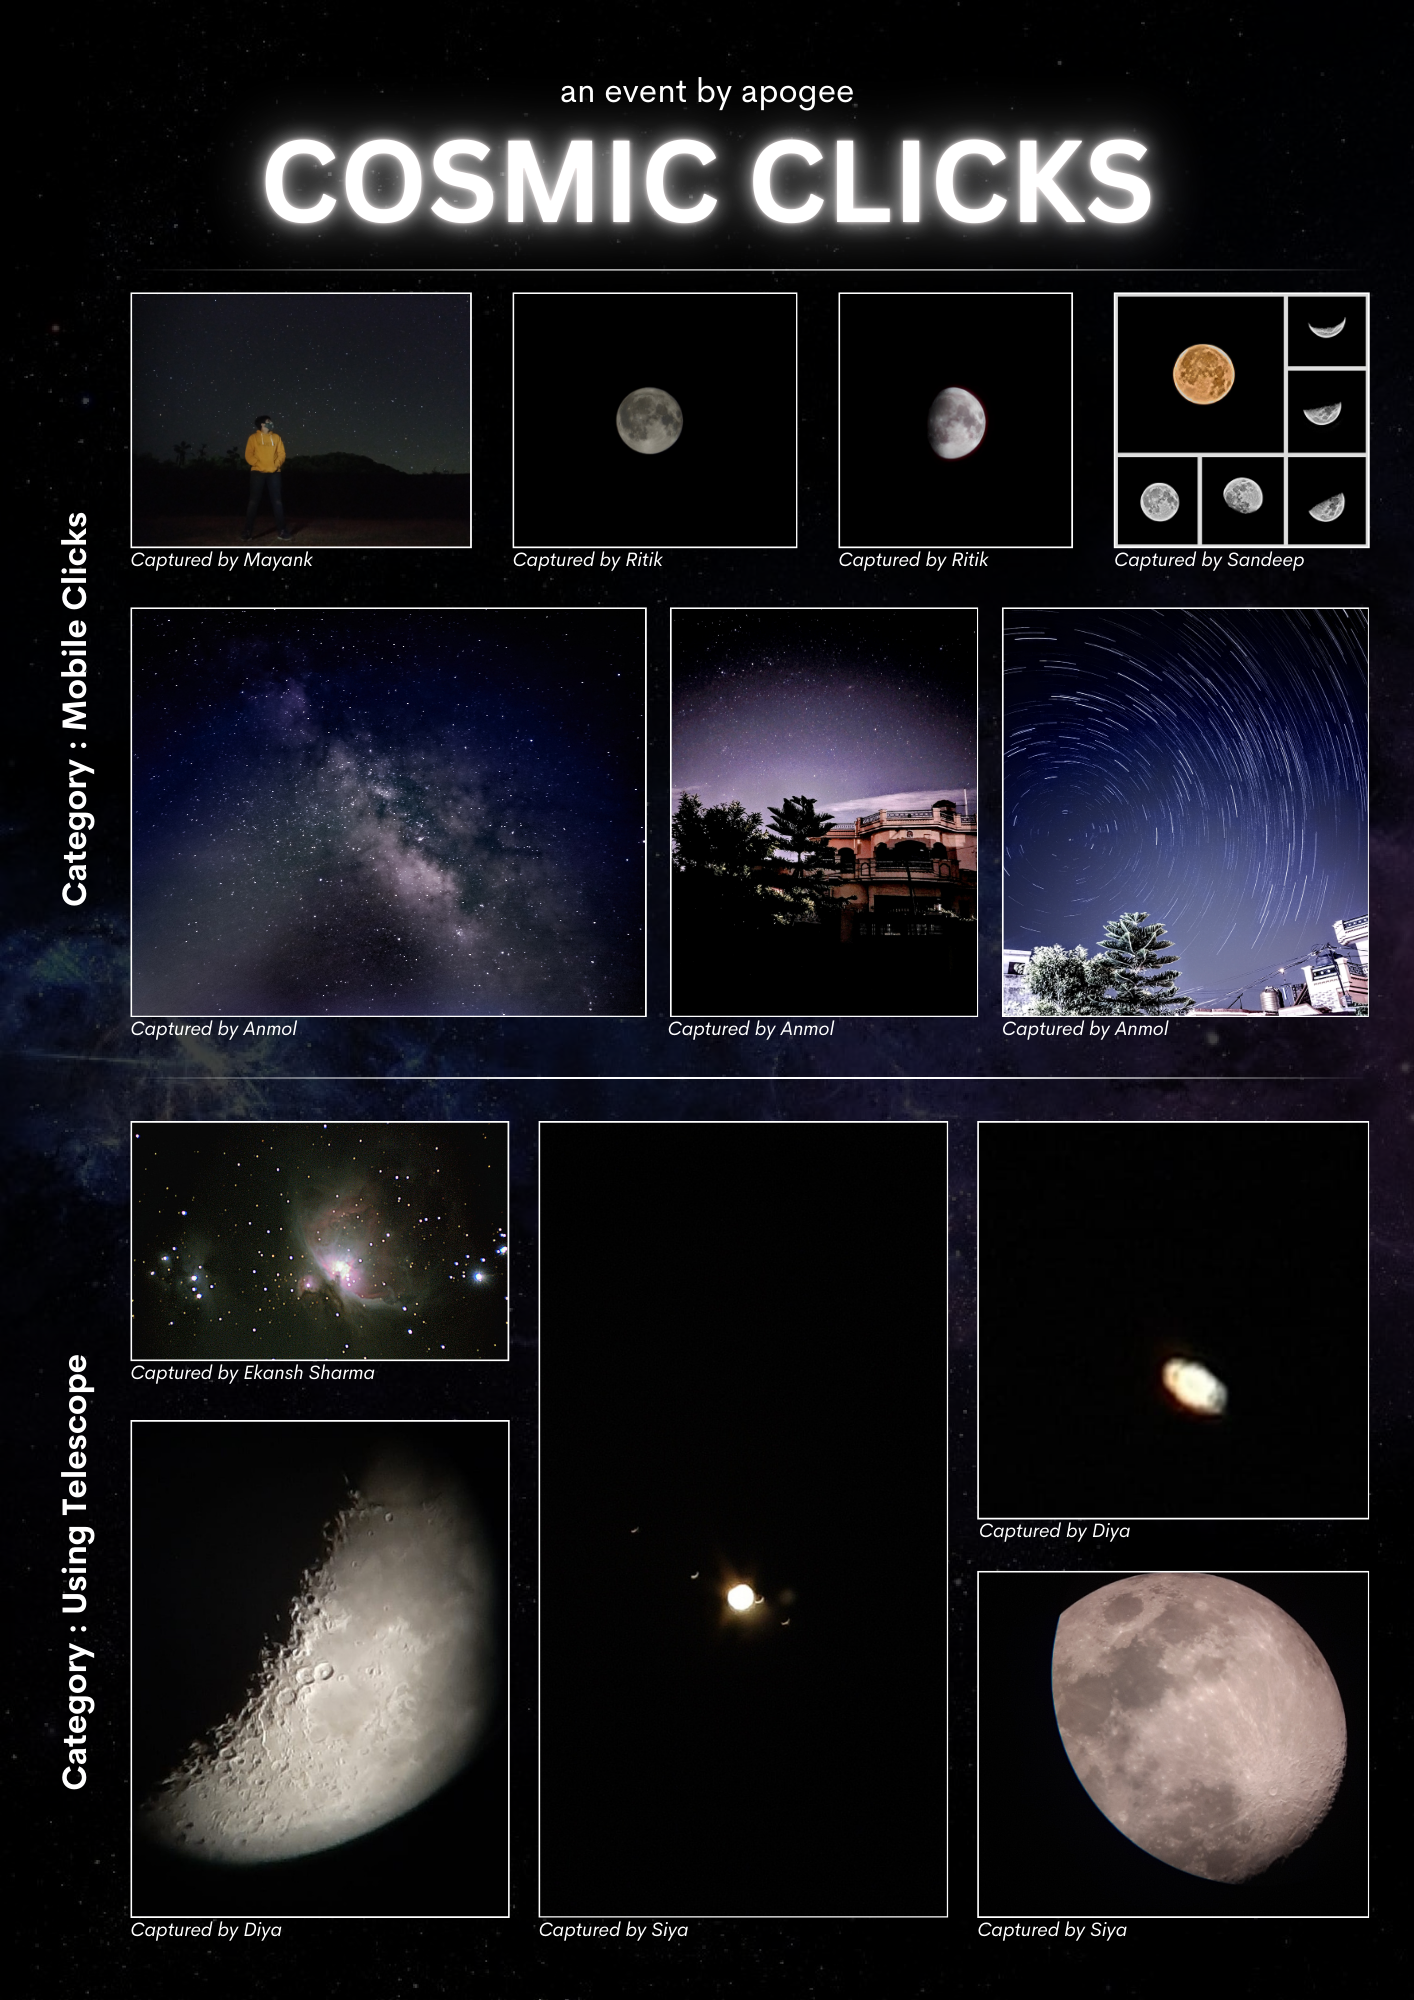 an event by apogee
COSMIC CLICKS
Category : Mobile Clicks
Captured by Mayank
Captured by Ritik
Captured by Ritik
Captured by Sandeep
Captured by Anmol
Captured by Anmol
Captured by Anmol
Category : Using Telescope
Captured by Ekansh Sharma
Captured by Diya
Captured by Diya
Captured by Siya
Captured by Siya